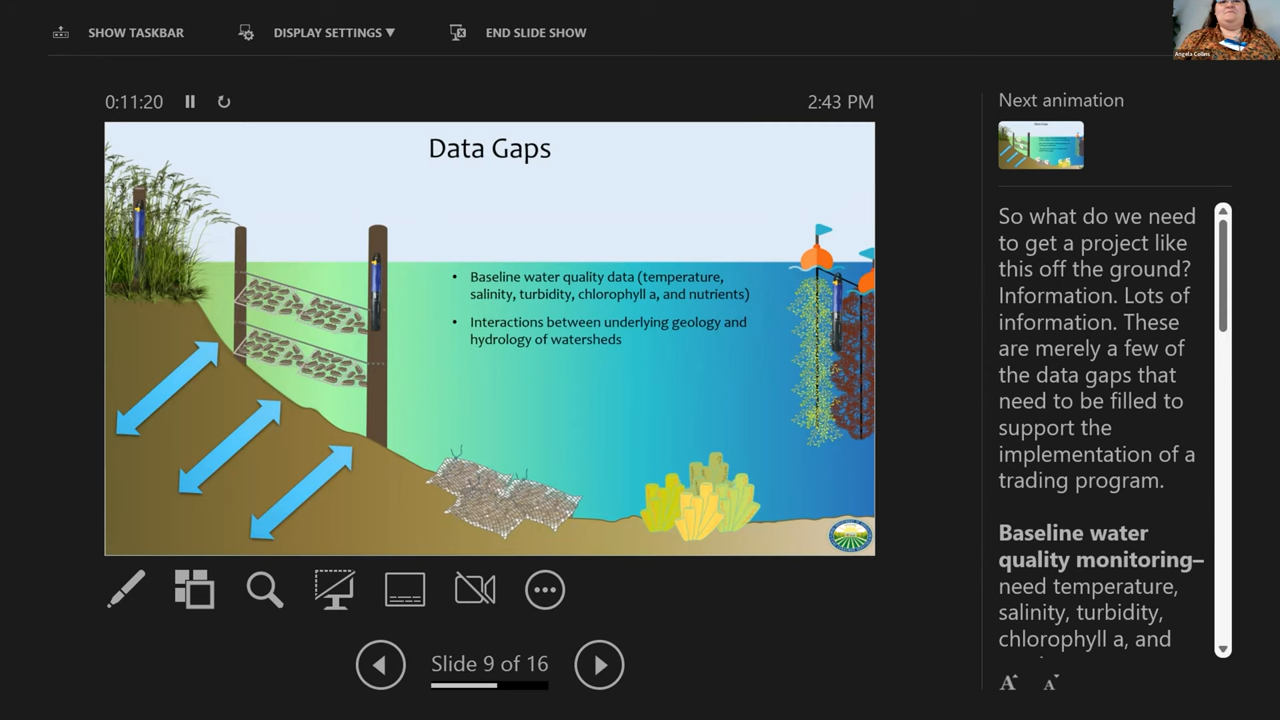 SHOW TASKBAR
DISPLAY SETTINGS ▼
END SLIDE SHOW
Angela Collins
0:11:20
2:43 PM
Data Gaps
• Baseline water quality data (temperature,
salinity, turbidity, chlorophyll a, and nutrients)
• Interactions between underlying geology and
hydrology of watersheds
Slide 9 of 16
Next animation
So what do we need
to get a project like
this off the ground?
Information. Lots of
information. These
are merely a few of
the data gaps that
need to be filled to
support the
implementation of a
trading program.
Baseline water
quality monitoring–
need temperature,
salinity, turbidity,
chlorophyll a, and
A A